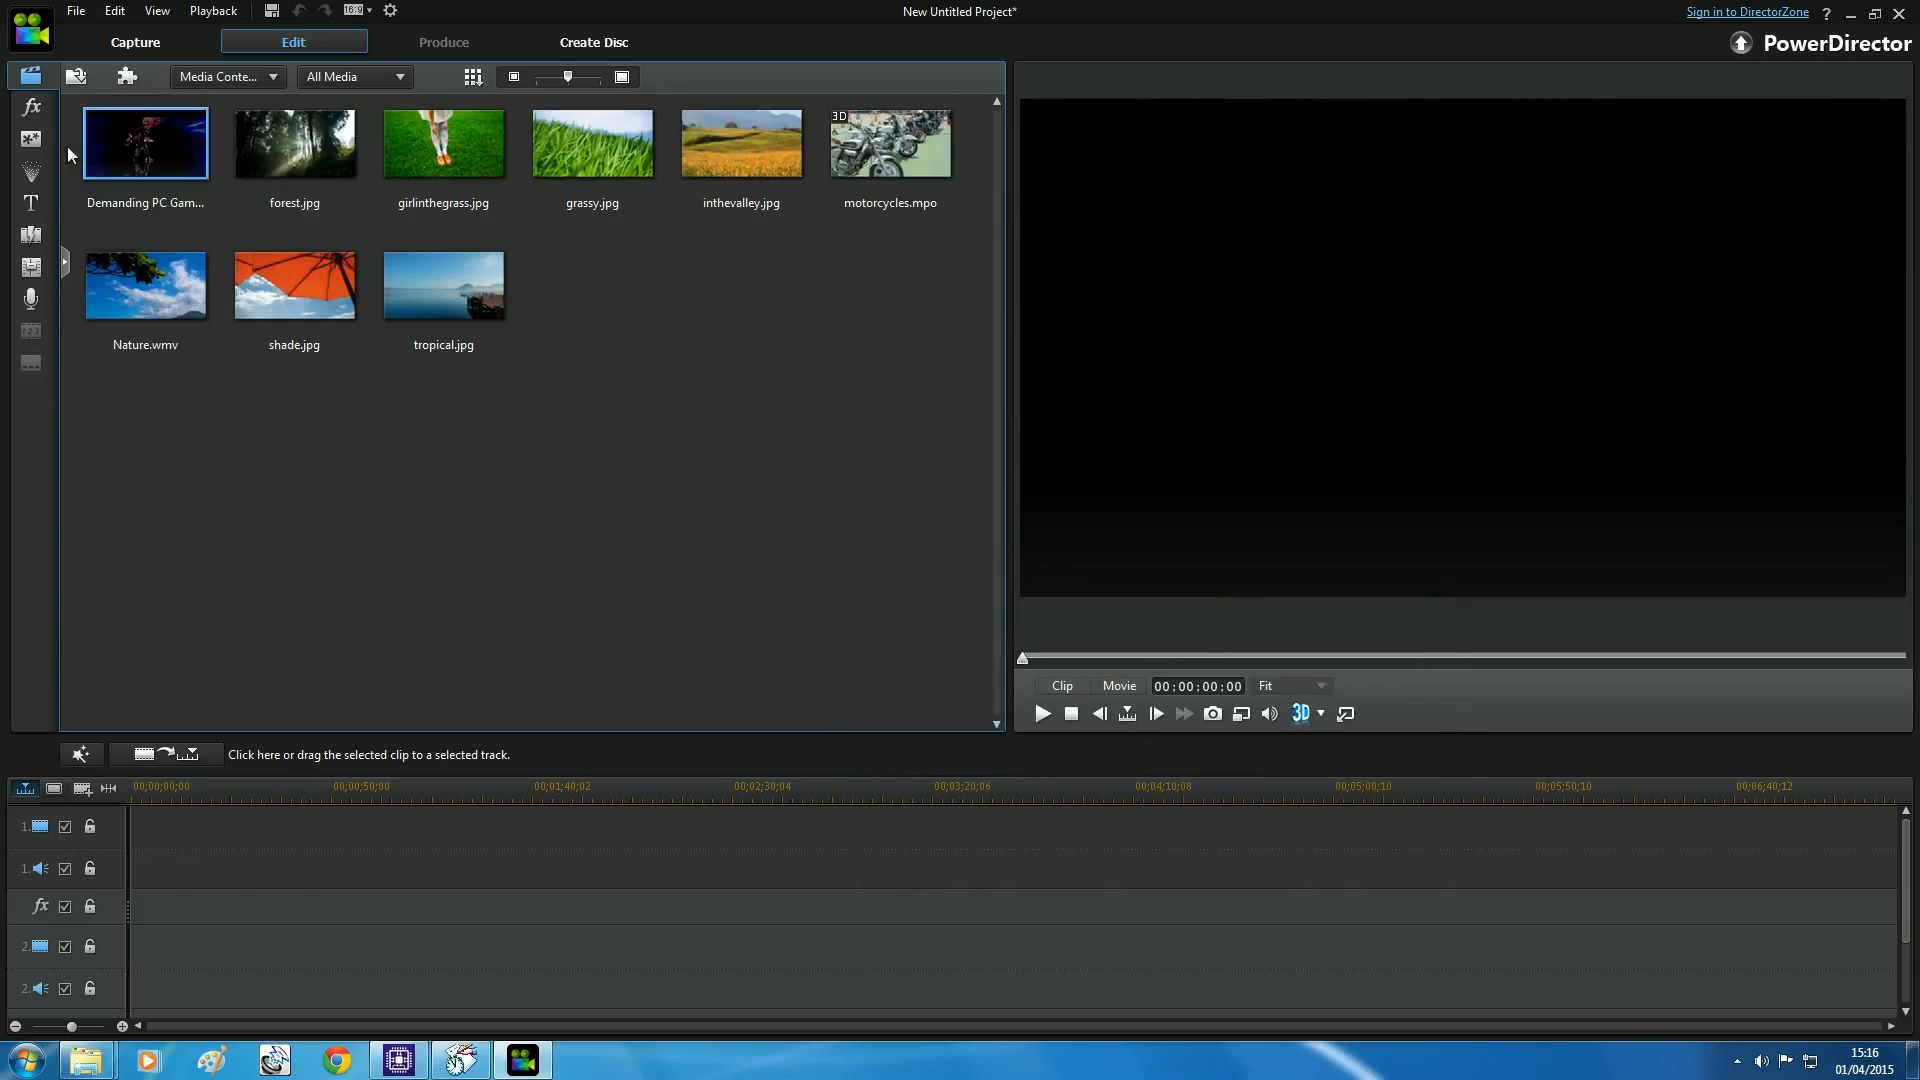 File Edit View Playback 16:9 New Untitled Project* Sign in to DirectorZone ?
Capture Edit Produce Create Disc PowerDirector
Media Conte... All Media
fx
T
3D
Demanding PC Gam... forest.jpg girlinthegrass.jpg grassy.jpg inthevalley.jpg motorcycles.mpo
Nature.wmv shade.jpg tropical.jpg
Clip Movie 00;00;00;00 Fit
3D
Click here or drag the selected clip to a selected track.
00;00;00;00 00;00;50;00 00;01;40;02 00;02;30;04 00;03;20;06 00;04;10;08 00;05;00;10 00;05;50;10 00;06;40;12
1.
1.
fx
2.
2.
15:16
01/04/2015